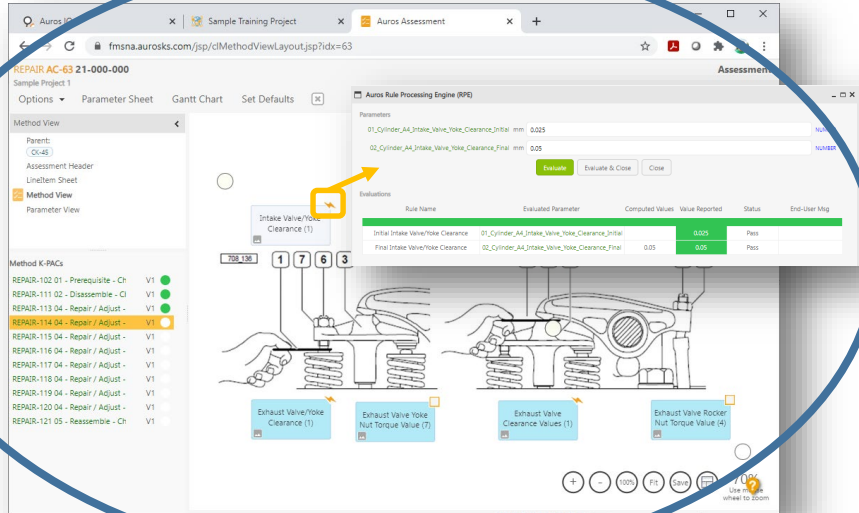 Sample Training Project
Auros Assessment
fmsna.aurosks.com/jsp/clMethodViewLayout.jsp?idx=63
REPAIR AC-63 21-000-000
Assessment
Sample Project 1
Options Parameter Sheet Gantt Chart Set Defaults
Method View
Parent:
CX-45
Assessment Header
LineItem Sheet
Method View
Parameter View
Auros Rule Processing Engine (RPE)
Parameters
01_Cylinder_A4_Intake_Valve_Yoke_Clearance_Initial mm 0.025 NUMBER
02_Cylinder_A4_Intake_Valve_Yoke_Clearance_Final mm 0.05 NUMBER
Evaluate Evaluate & Close Close
Evaluations
Rule Name Evaluated Parameter Computed Values Value Reported Status End-User Msg
Initial Intake Valve/Yoke Clearance 01_Cylinder_A4_Intake_Valve_Yoke_Clearance_Initial 0.025 Pass
Final Intake Valve/Yoke Clearance 02_Cylinder_A4_Intake_Valve_Yoke_Clearance_Final 0.05 0.05 Pass
Intake Valve/Yoke
Clearance (1)
708_136 1 7 6 3
Method K-PACs
REPAIR-102 01 - Prerequisite - Ch V1
REPAIR-111 02 - Disassemble - Cl V1
REPAIR-113 04 - Repair / Adjust - V1
REPAIR-114 04 - Repair / Adjust - V1
REPAIR-115 04 - Repair / Adjust - V1
REPAIR-116 04 - Repair / Adjust - V1
REPAIR-117 04 - Repair / Adjust - V1
REPAIR-118 04 - Repair / Adjust - V1
REPAIR-119 04 - Repair / Adjust - V1
REPAIR-120 04 - Repair / Adjust - V1
REPAIR-121 05 - Reassemble - Ch V1
Exhaust Valve/Yoke
Clearance (1)
Exhaust Valve Yoke
Nut Torque Value (7)
Exhaust Valve
Clearance Values (1)
Exhaust Valve Rocker
Nut Torque Value (4)
+ - 100% Fit Save 70%
Use mouse
wheel to zoom